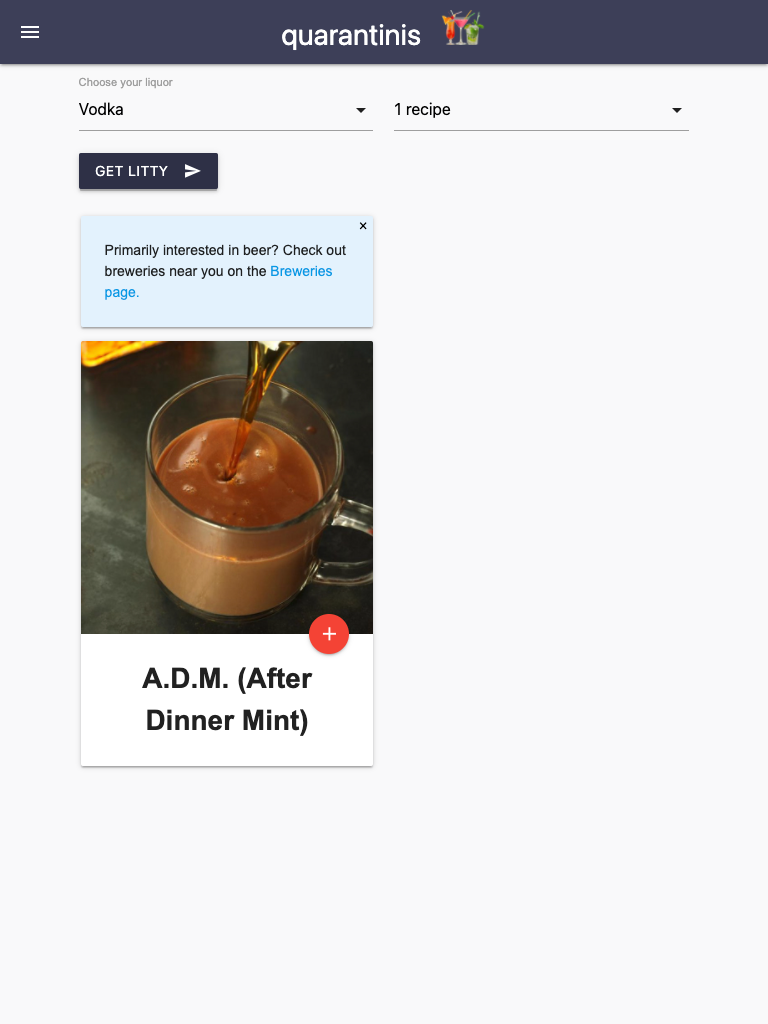 quarantinis
Choose your liquor
Vodka
1 recipe
GET LITTY
×
Primarily interested in beer? Check out
breweries near you on the Breweries
page.
A.D.M. (After
Dinner Mint)